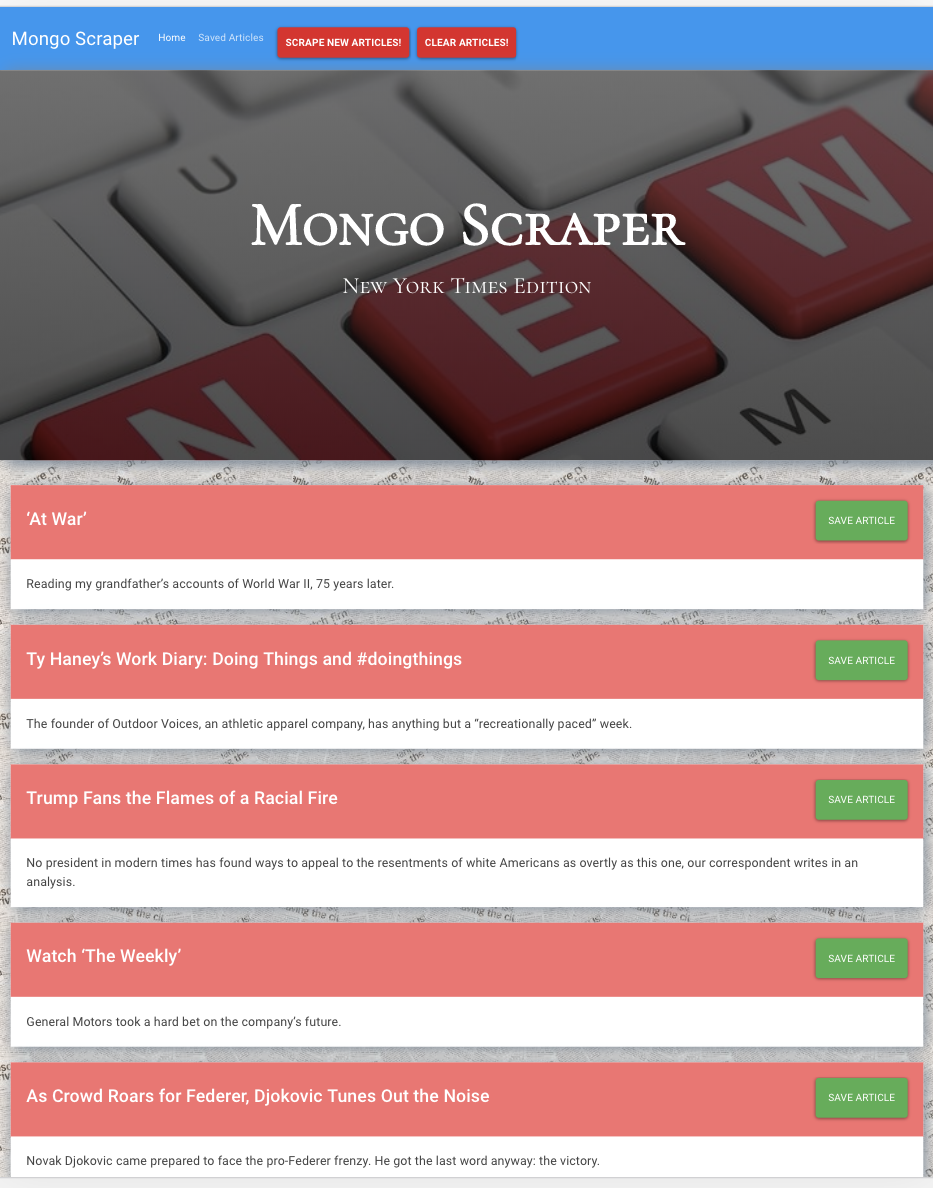 Mongo Scraper Home Saved Articles SCRAPE NEW ARTICLES! CLEAR ARTICLES!
U
W
Mongo Scraper
E
New York Times Edition
N
M
‘At War’ SAVE ARTICLE
Reading my grandfather’s accounts of World War II, 75 years later.
Ty Haney’s Work Diary: Doing Things and #doingthings SAVE ARTICLE
The founder of Outdoor Voices, an athletic apparel company, has anything but a “recreationally paced” week.
Trump Fans the Flames of a Racial Fire SAVE ARTICLE
No president in modern times has found ways to appeal to the resentments of white Americans as overtly as this one, our correspondent writes in an
analysis.
Watch ‘The Weekly’ SAVE ARTICLE
General Motors took a hard bet on the company’s future.
As Crowd Roars for Federer, Djokovic Tunes Out the Noise SAVE ARTICLE
Novak Djokovic came prepared to face the pro-Federer frenzy. He got the last word anyway: the victory.